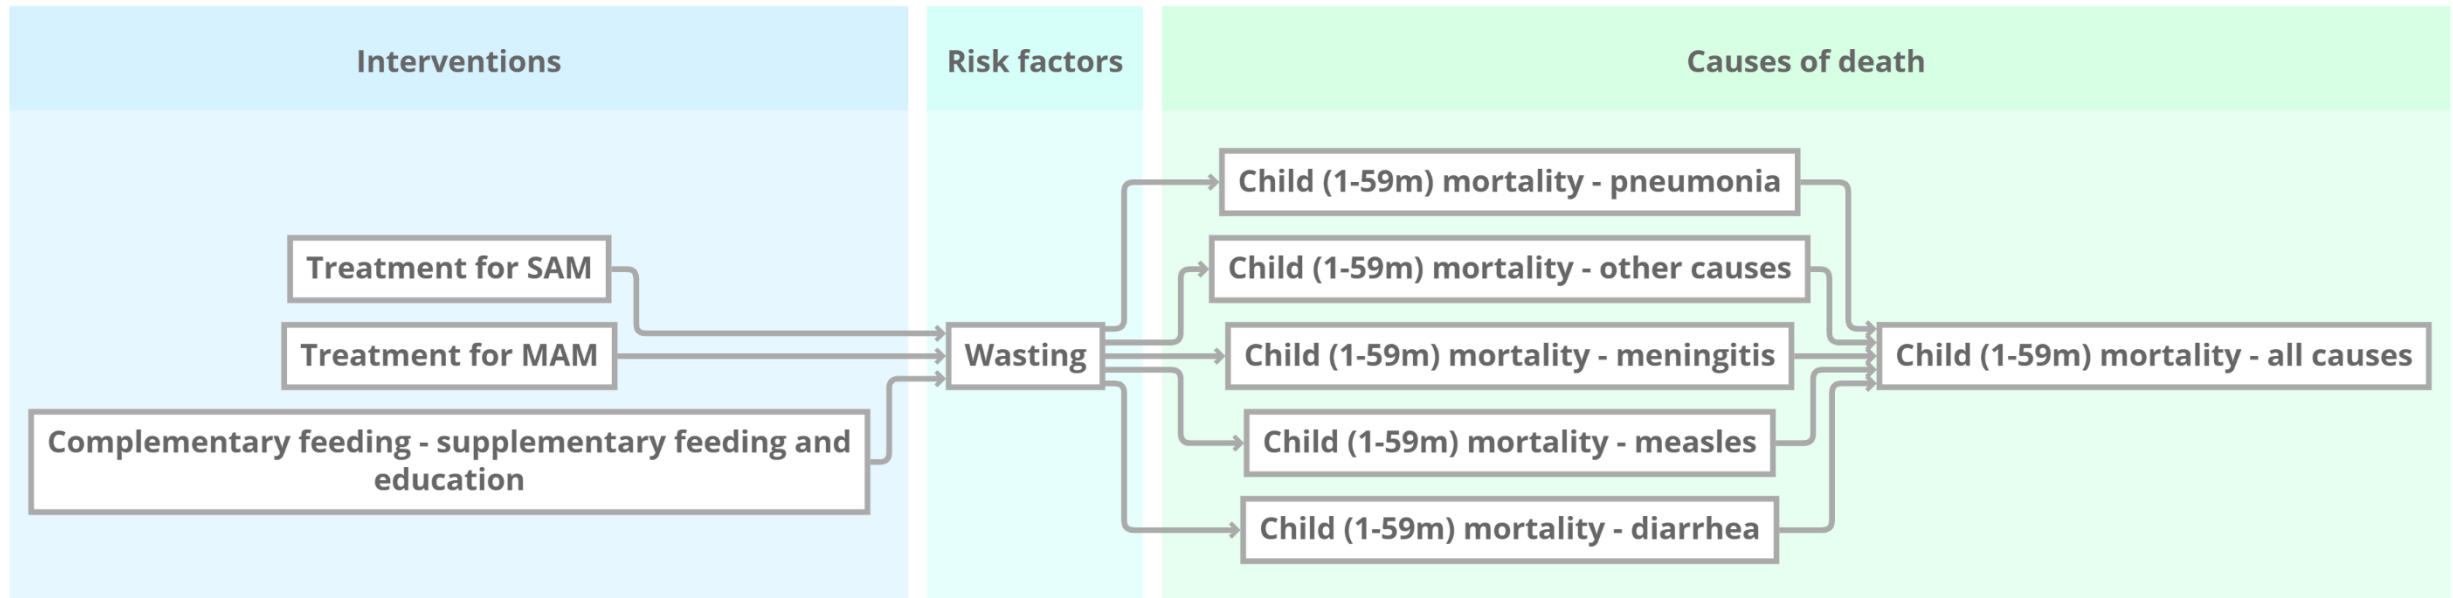 Interventions
Risk factors
Causes of death
Treatment for SAM
Treatment for MAM
Complementary feeding - supplementary feeding and
education
Wasting
Child (1-59m) mortality - pneumonia
Child (1-59m) mortality - other causes
Child (1-59m) mortality - meningitis
Child (1-59m) mortality - measles
Child (1-59m) mortality - diarrhea
Child (1-59m) mortality - all causes